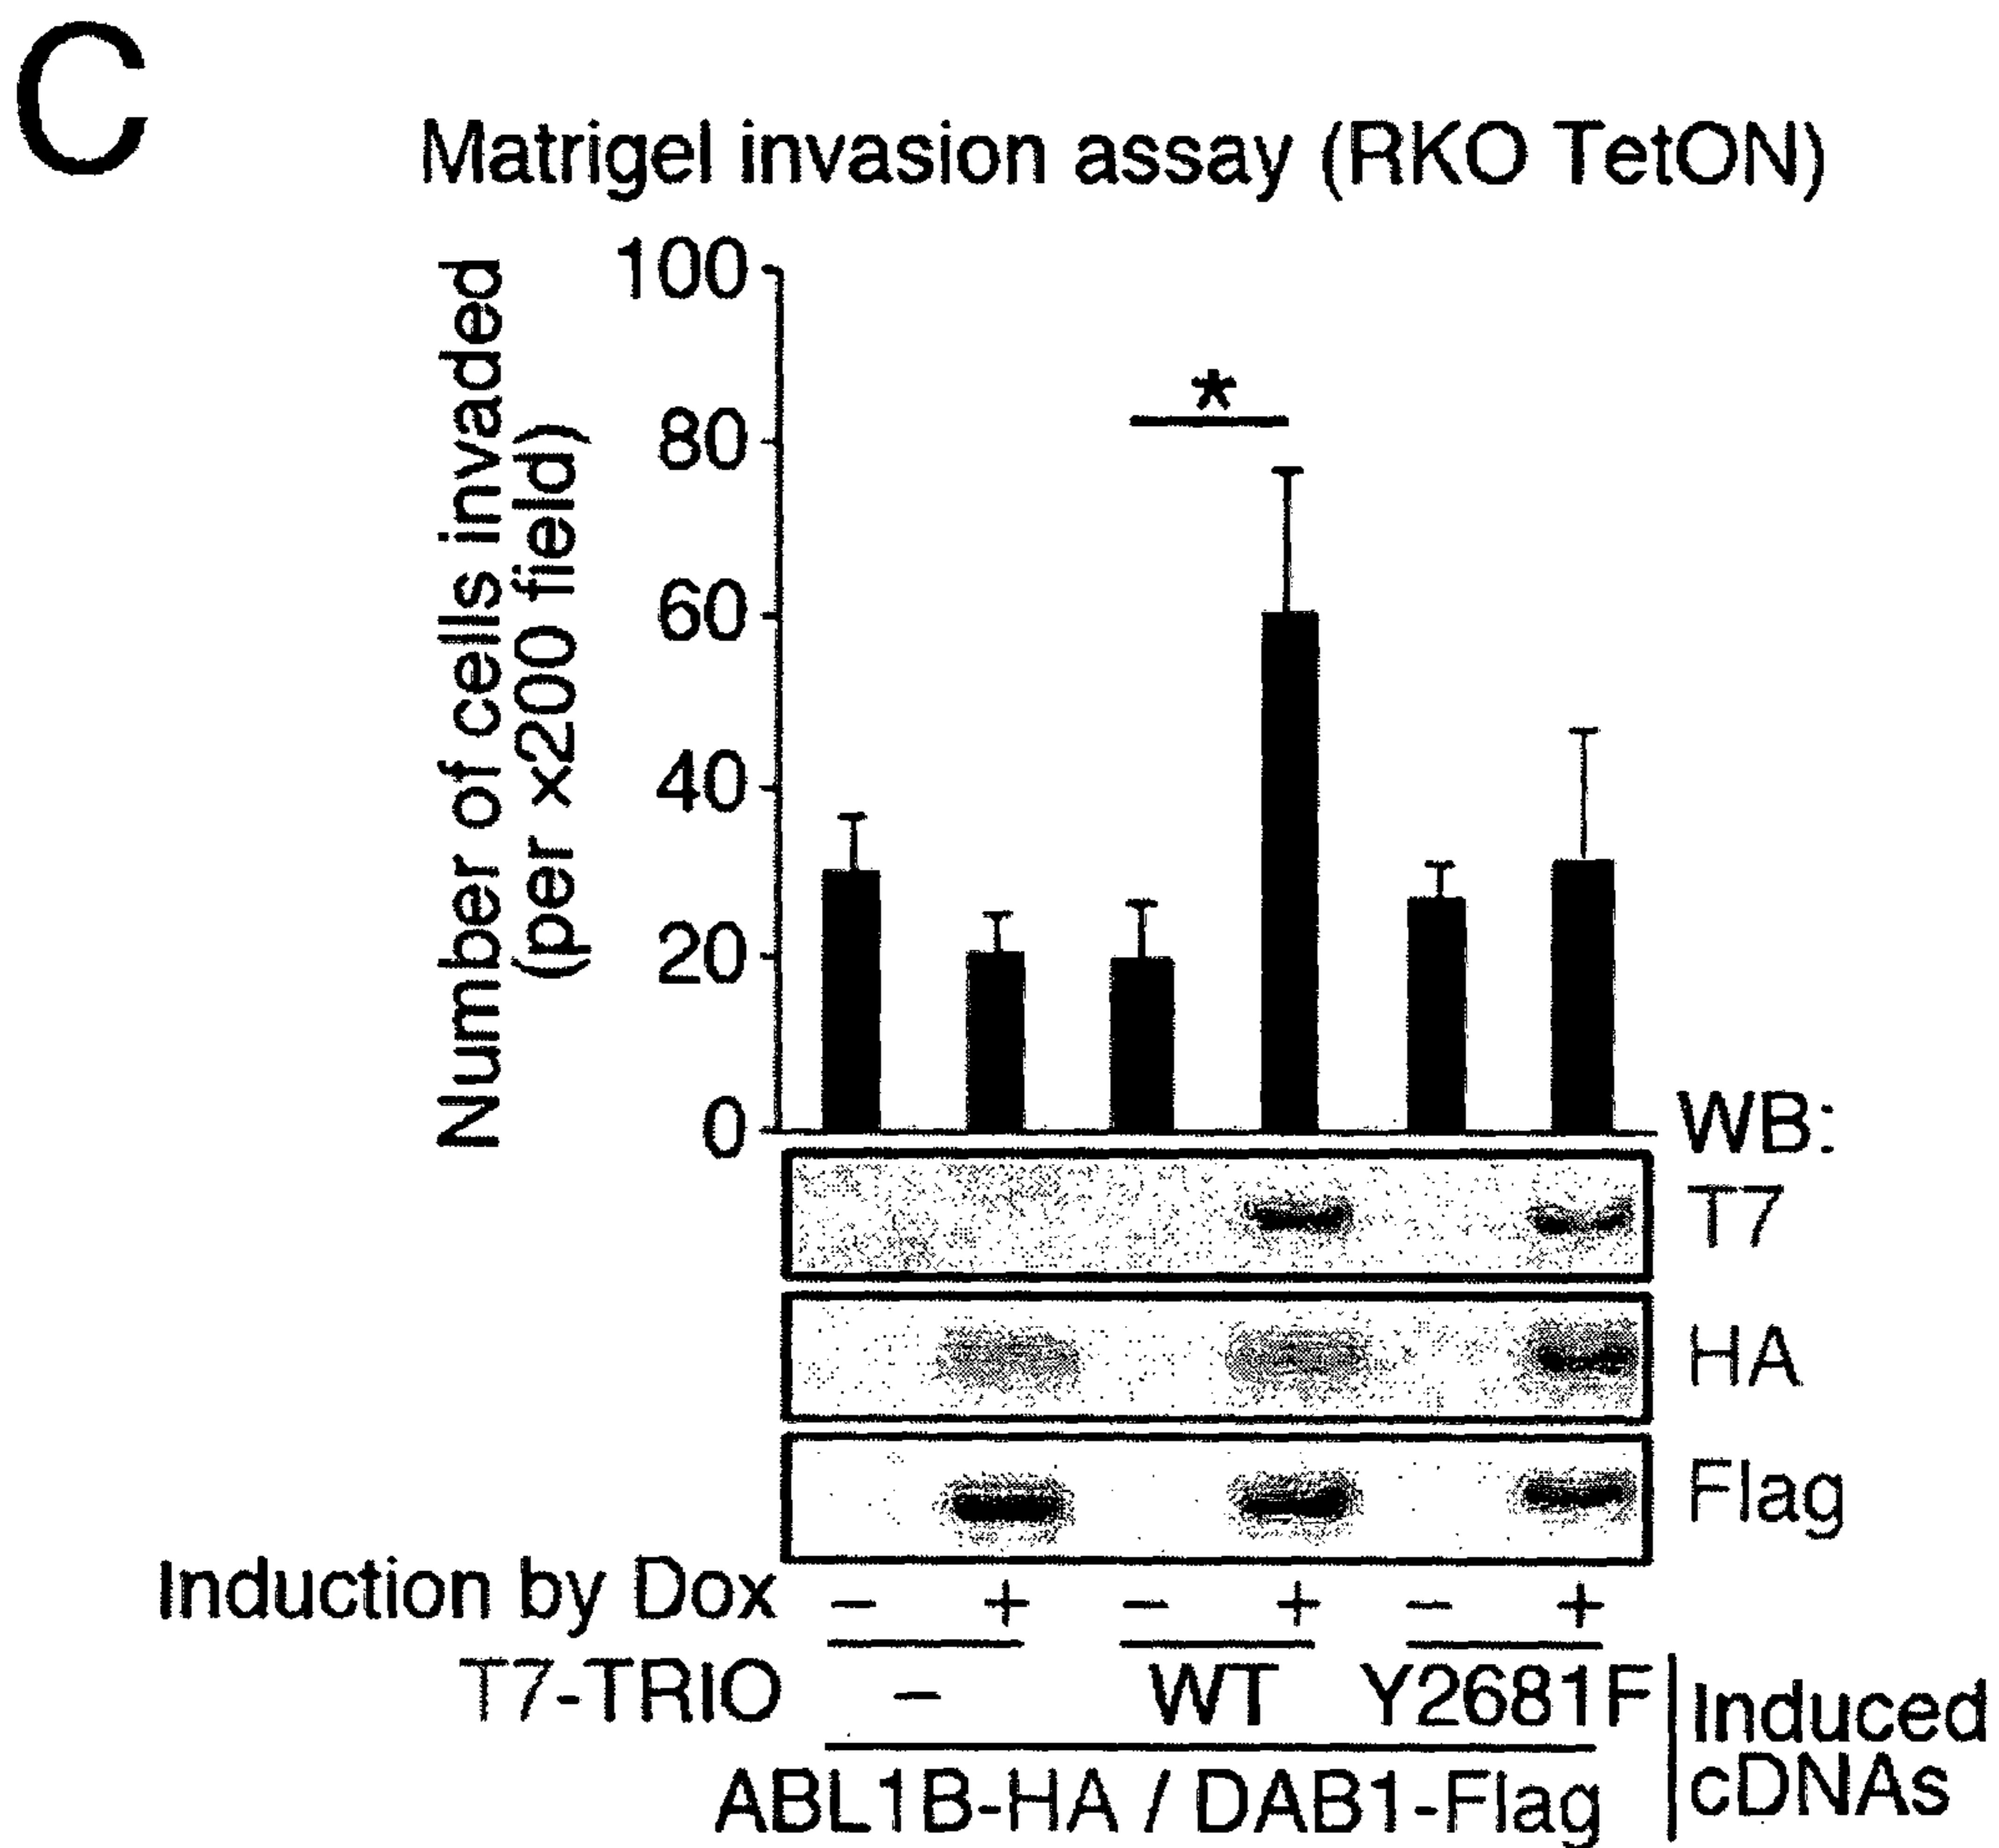 C
Matrigel invasion assay (RKO TetON)
Number of cells invaded
(per x200 field)
100
80
60
40
20
0
*
WB:
T7
HA
Flag
Induction by Dox – + – + – +
T7-TRIO – WT Y2681F
ABL1B-HA / DAB1-Flag
Induced
cDNAs